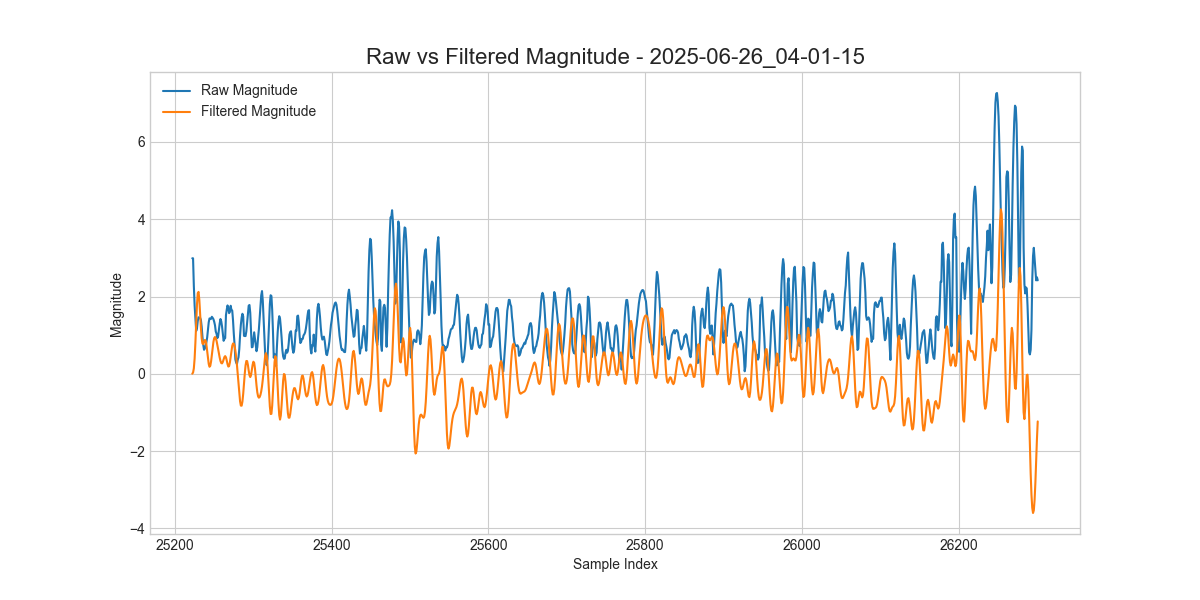 Raw vs Filtered Magnitude - 2025-06-26_04-01-15
Raw Magnitude
Filtered Magnitude
Magnitude
6
4
2
0
−2
−4
25200 25400 25600 25800 26000 26200
Sample Index